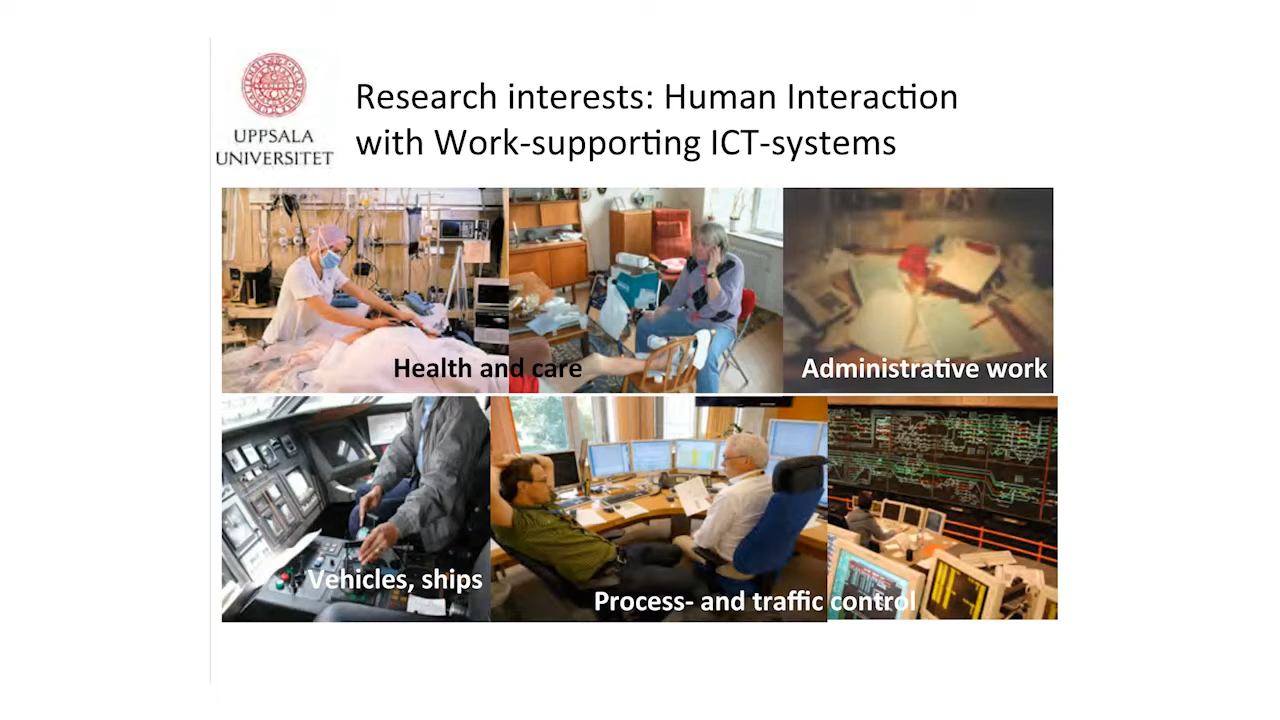 UPPSALA
UNIVERSITET
Research interests: Human Interaction
with Work-supporting ICT-systems
Health and care
Administrative work
Vehicles, ships
Process- and traffic control